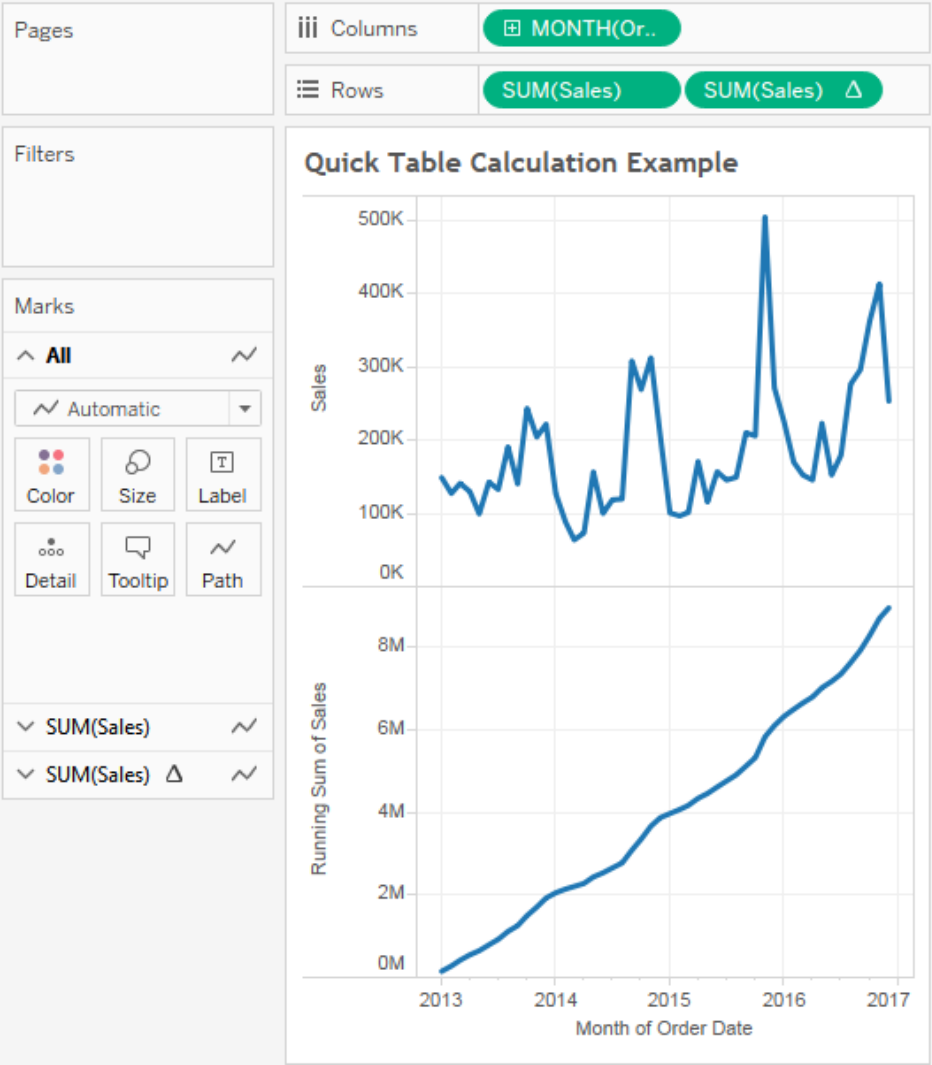 Pages
Columns
MONTH(Or..
Rows
SUM(Sales)
SUM(Sales) Δ
Filters
Marks
All
Automatic
Color
Size
T
Label
Detail
Tooltip
Path
SUM(Sales)
SUM(Sales) Δ
Quick Table Calculation Example
500K
400K
300K
200K
100K
0K
Sales
8M
6M
4M
2M
0M
Running Sum of Sales
2013 2014 2015 2016 2017
Month of Order Date